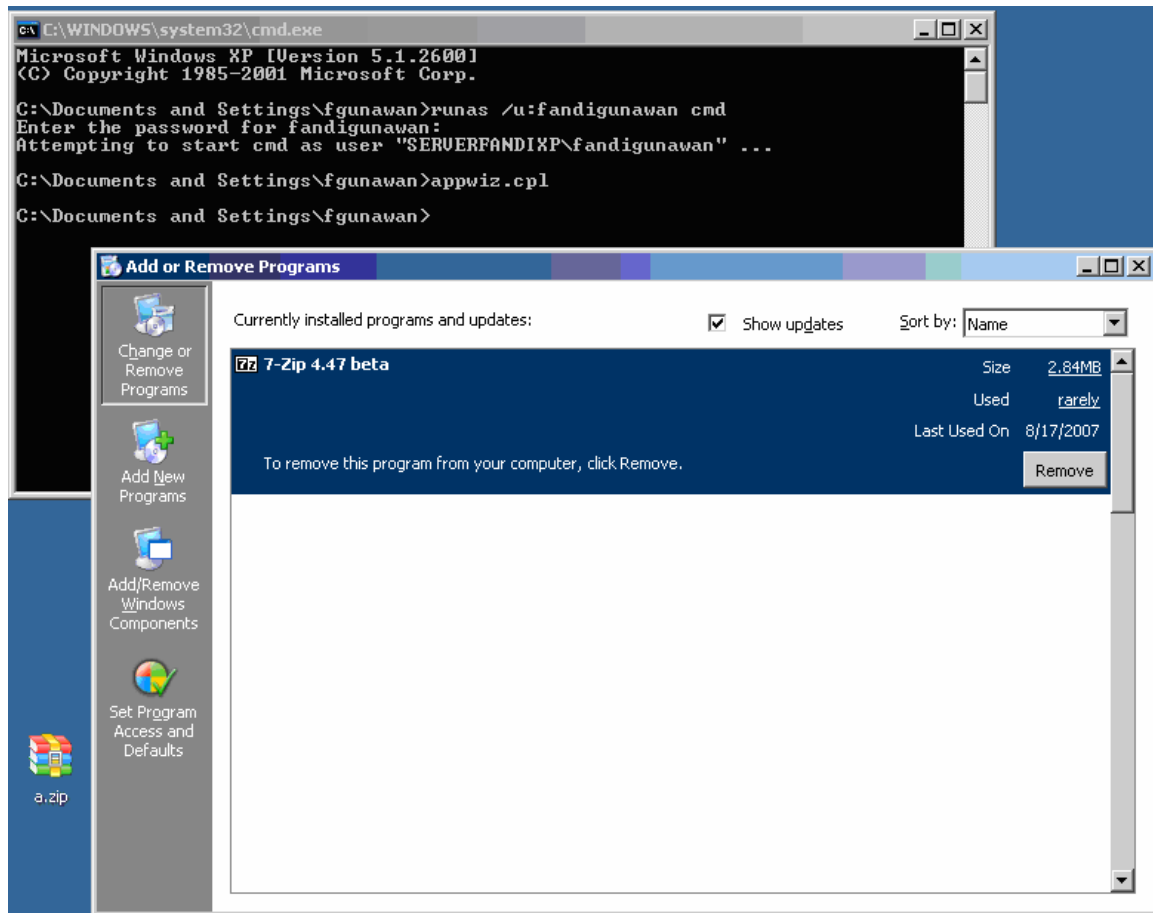 C:\WINDOWS\system32\cmd.exe
Microsoft Windows XP [Version 5.1.2600]
(C) Copyright 1985-2001 Microsoft Corp.
C:\Documents and Settings\fgunawan>runas /u:fandigunawan cmd
Enter the password for fandigunawan:
Attempting to start cmd as user "SERVERFANDIXP\fandigunawan" ...
C:\Documents and Settings\fgunawan>appwiz.cpl
C:\Documents and Settings\fgunawan>
Add or Remove Programs
Change or
Remove
Programs
Add New
Programs
Add/Remove
Windows
Components
Set Program
Access and
Defaults
Currently installed programs and updates:
Show updates
Sort by: Name
7z 7-Zip 4.47 beta
Size 2.84MB
Used rarely
Last Used On 8/17/2007
To remove this program from your computer, click Remove.
Remove
a.zip